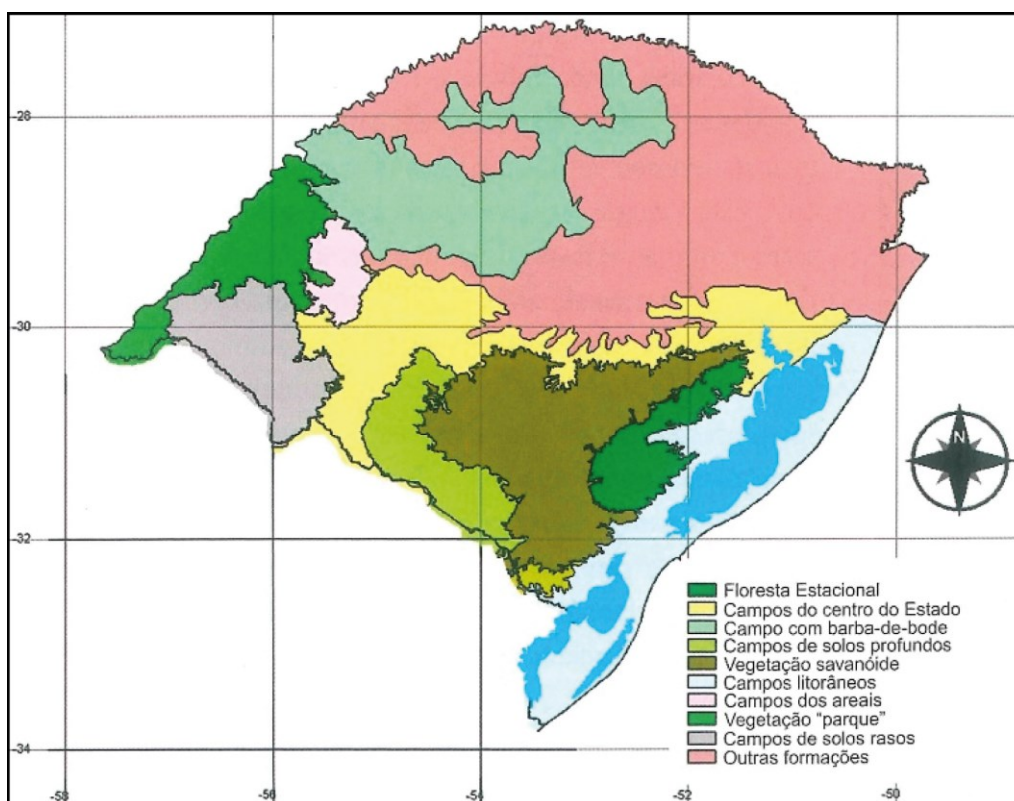 -28
-30
-32
-34
-58
-56
-54
-52
-50
N
Floresta Estacional
Campos do centro do Estado
Campo com barba-de-bode
Campos de solos profundos
Vegetação savanóide
Campos litorâneos
Campos dos areais
Vegetação "parque"
Campos de solos rasos
Outras formações